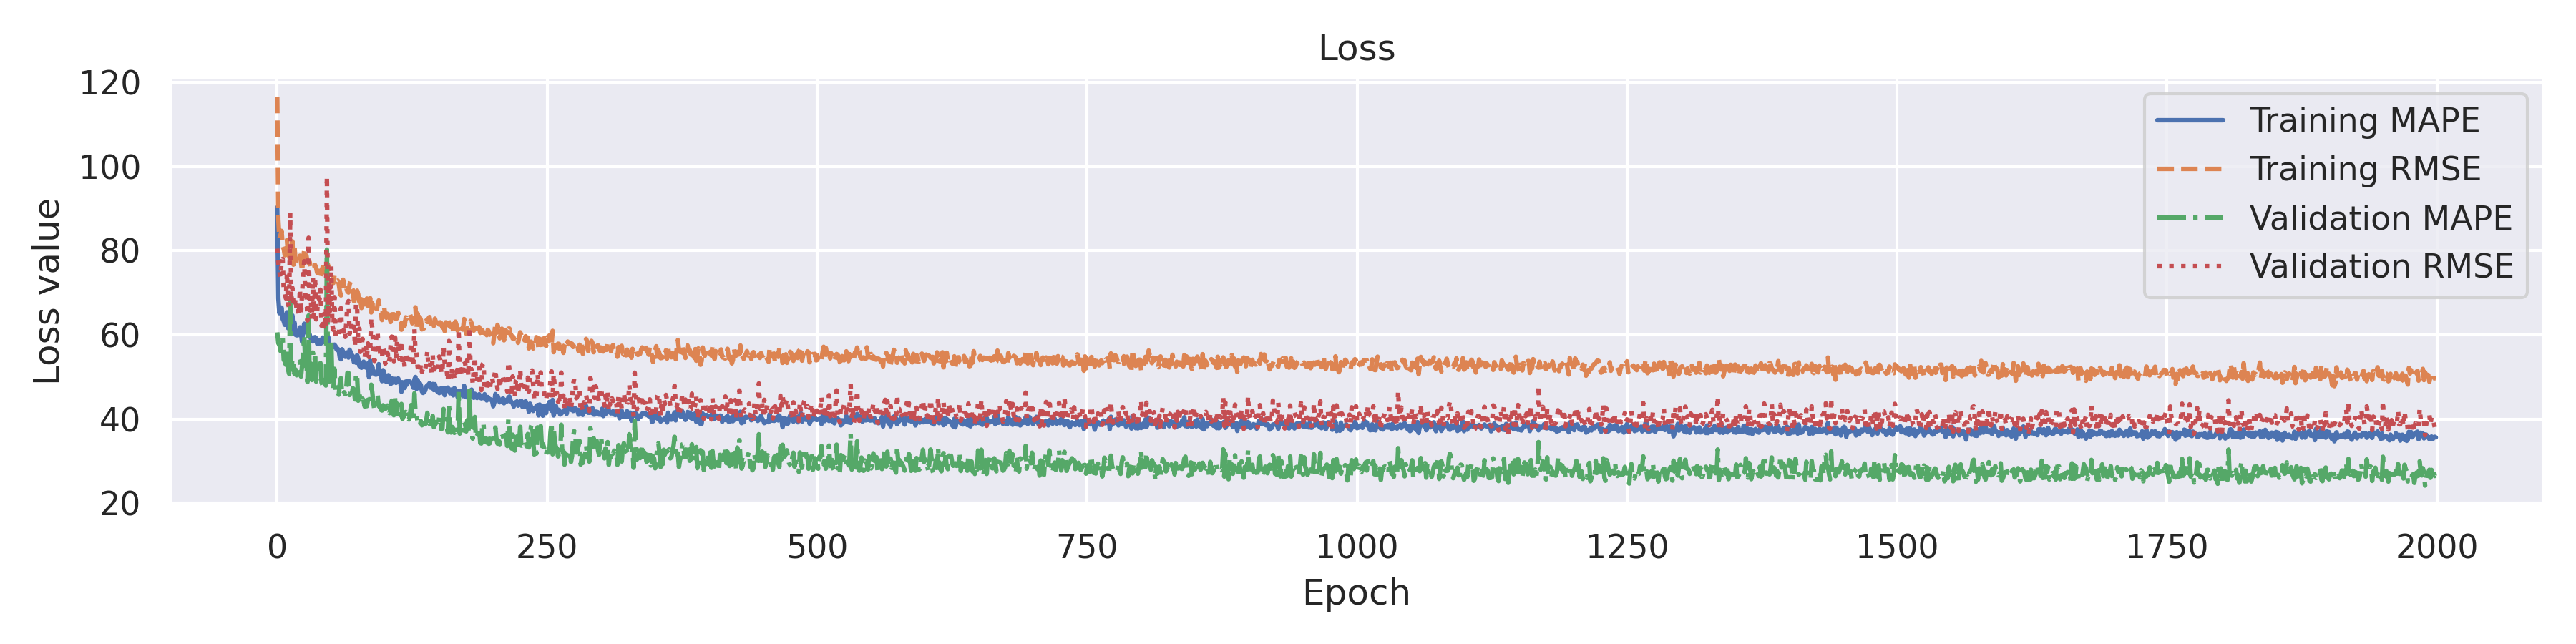 Loss
120
100
80
60
40
20
Loss value
Training MAPE
Training RMSE
Validation MAPE
Validation RMSE
0 250 500 750 1000 1250 1500 1750 2000
Epoch